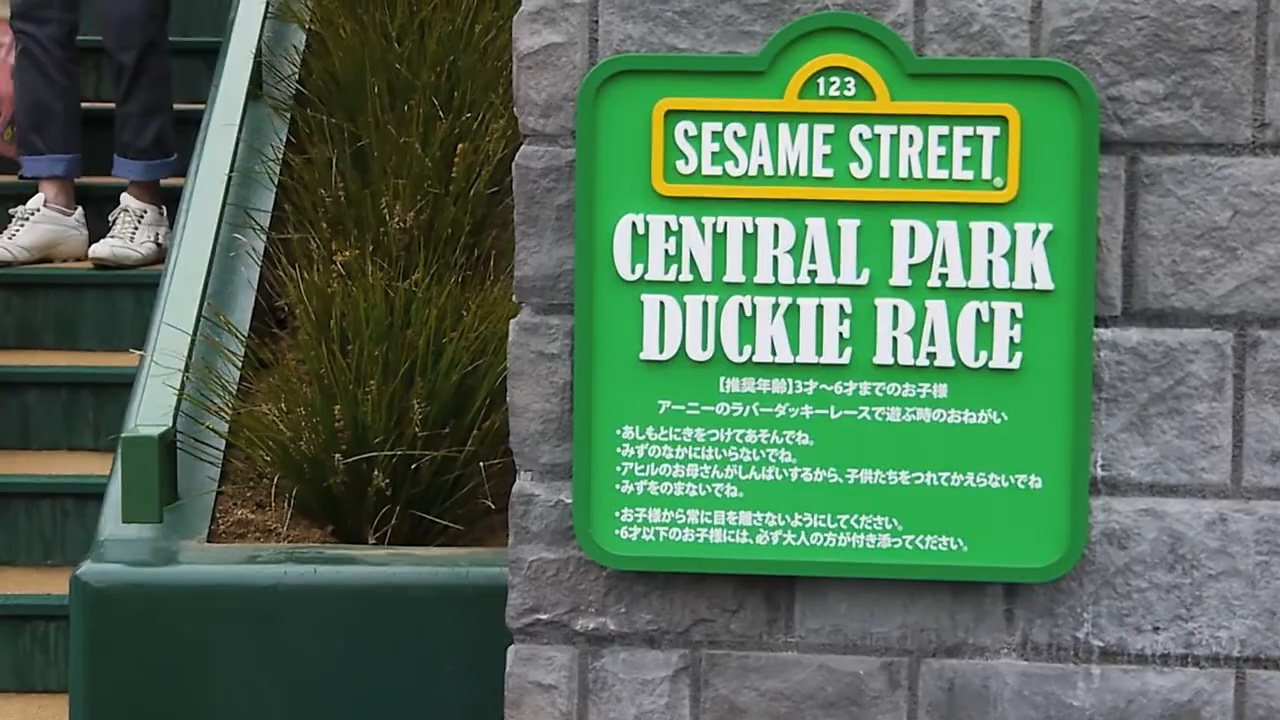 123
SESAME STREET®
CENTRAL PARK
DUCKIE RACE
【推奨年齢】3才～6才までのお子様
アーニーのラバーダッキーレースで遊ぶ時のおねがい
・あしもとにきをつけてあそんでね。
・みずのなかにはいらないでね。
・アヒルのお母さんがしんぱいするから、子供たちをつれてかえらないでね
・みずをのまないでね。
・お子様から常に目を離さないようにしてください。
・6才以下のお子様には、必ず大人の方が付き添ってください。